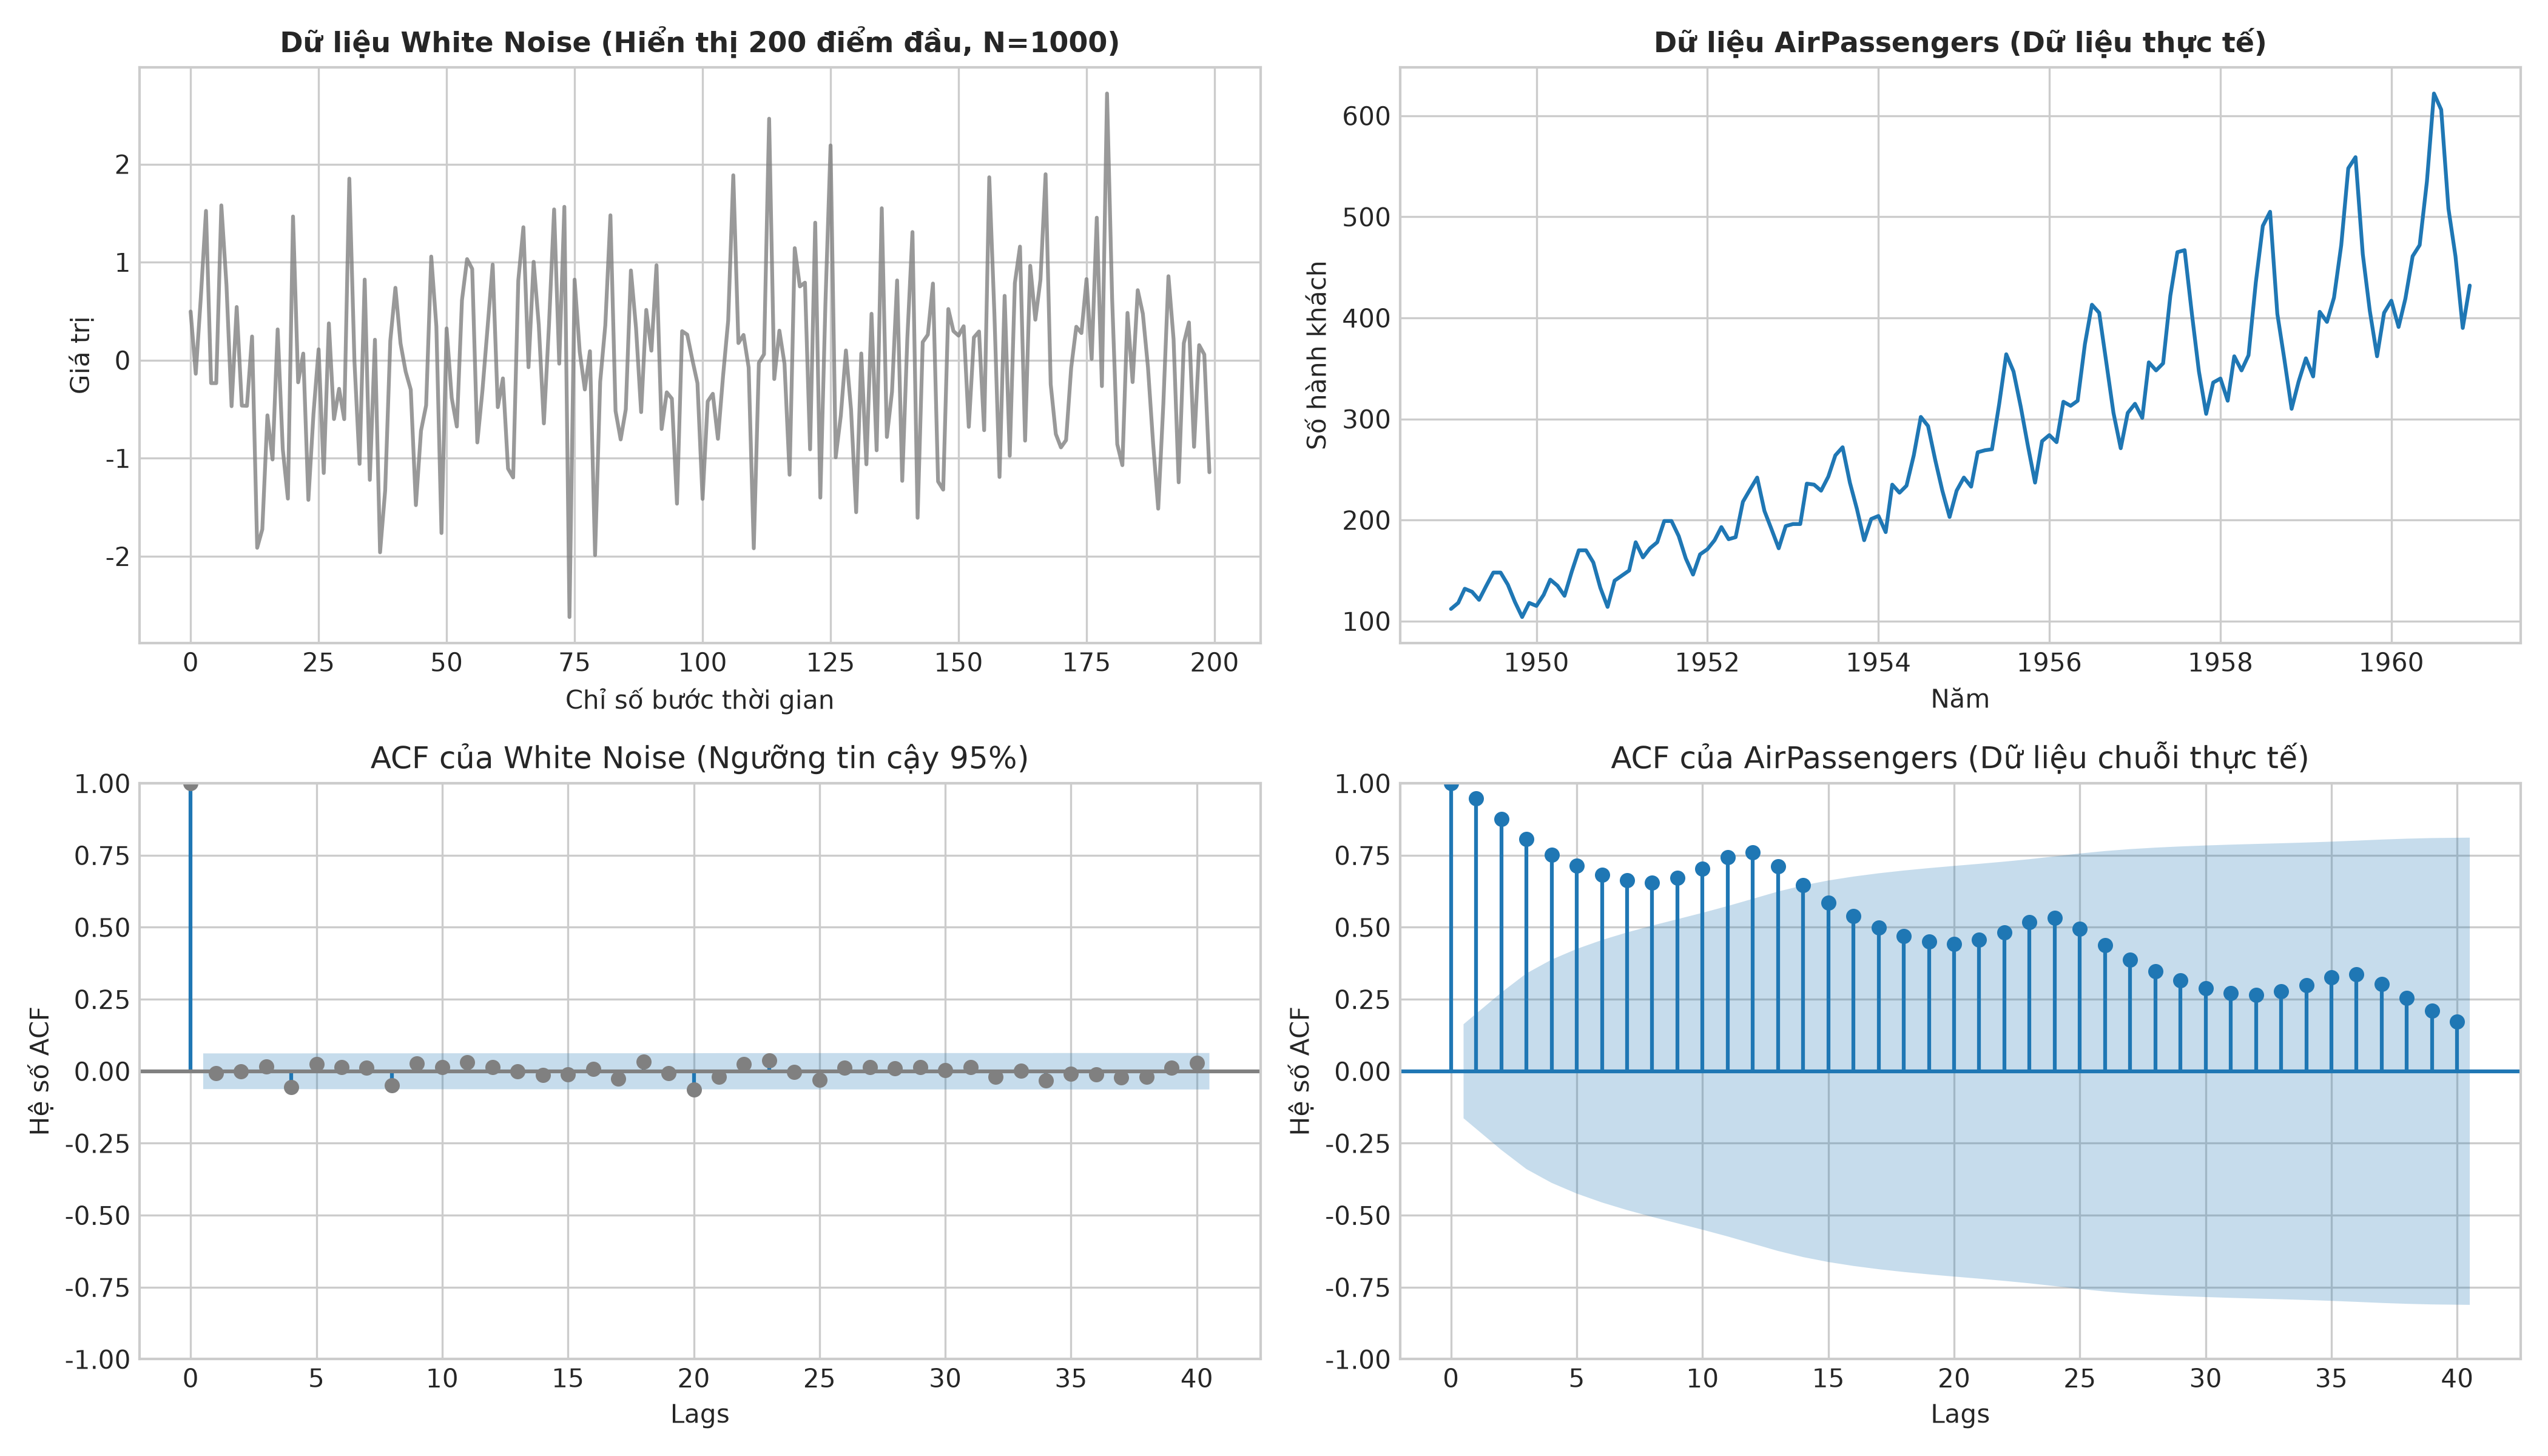 Dữ liệu White Noise (Hiển thị 200 điểm đầu, N=1000)
Giá trị
2
1
0
-1
-2
0 25 50 75 100 125 150 175 200
Chỉ số bước thời gian
Dữ liệu AirPassengers (Dữ liệu thực tế)
Số hành khách
600
500
400
300
200
100
1950 1952 1954 1956 1958 1960
Năm
ACF của White Noise (Ngưỡng tin cậy 95%)
Hệ số ACF
1.00
0.75
0.50
0.25
0.00
-0.25
-0.50
-0.75
-1.00
0 5 10 15 20 25 30 35 40
Lags
ACF của AirPassengers (Dữ liệu chuỗi thực tế)
Hệ số ACF
1.00
0.75
0.50
0.25
0.00
-0.25
-0.50
-0.75
-1.00
0 5 10 15 20 25 30 35 40
Lags